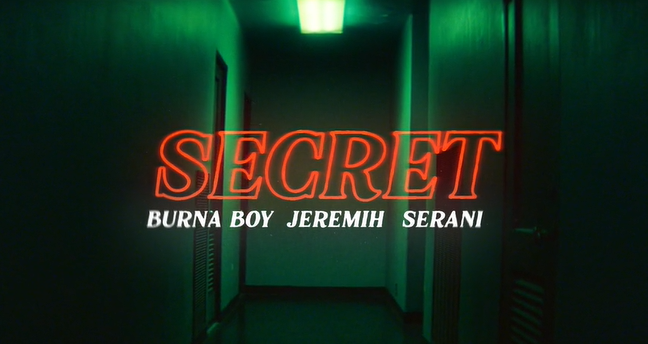 SECRET
BURNA BOY JEREMIH SERANI